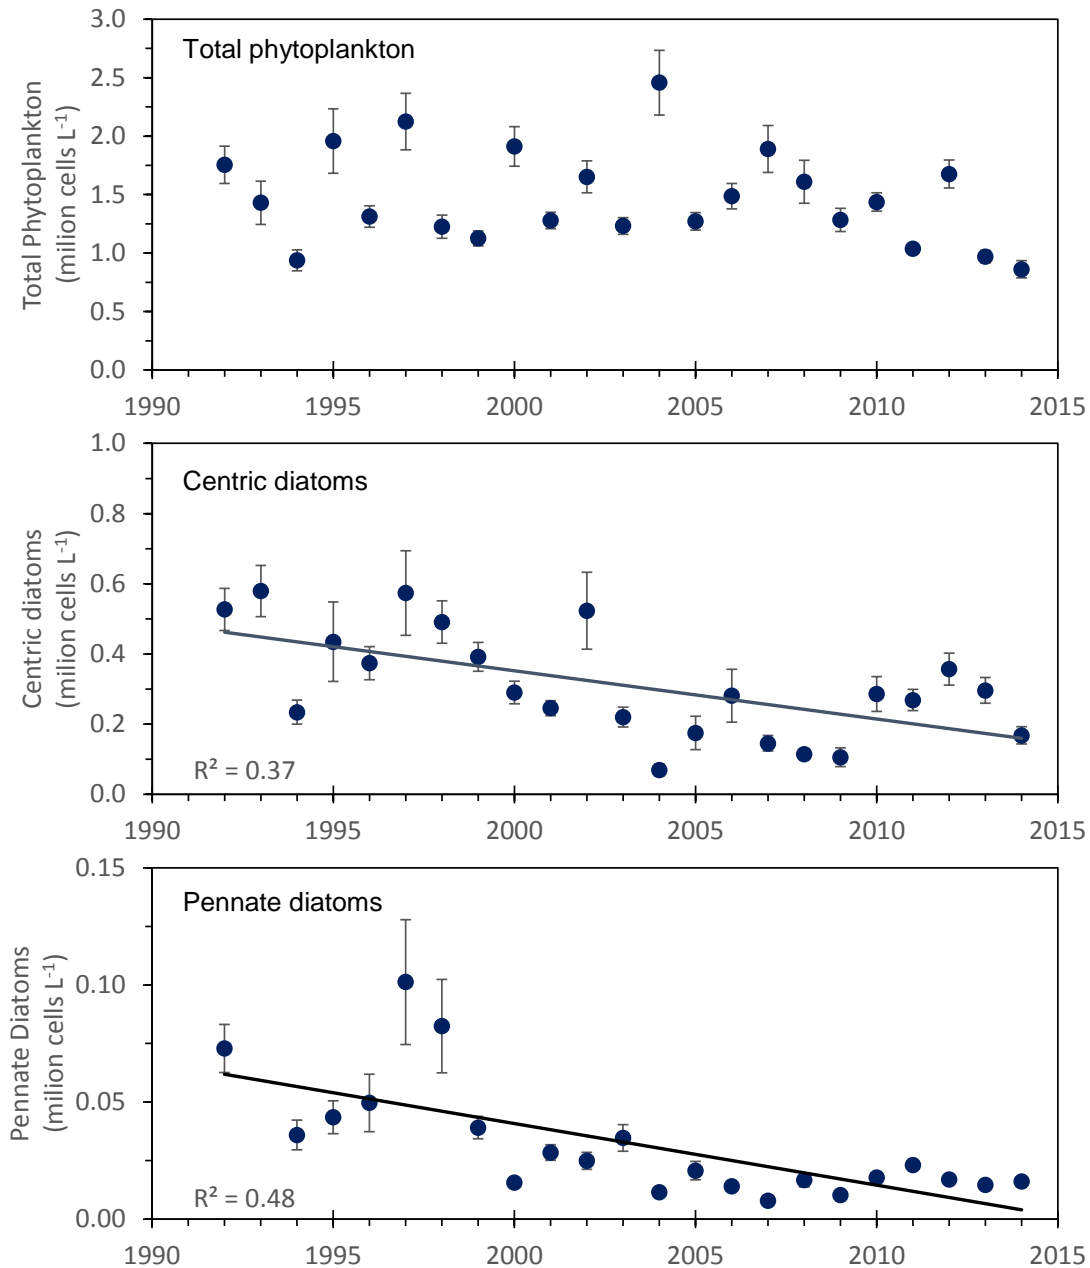 Total phytoplankton
Total Phytoplankton
(milion cells L⁻¹)
3.0
2.5
2.0
1.5
1.0
0.5
0.0
1990 1995 2000 2005 2010 2015
Centric diatoms
Centric diatoms
(milion cells L⁻¹)
1.0
0.8
0.6
0.4
0.2
0.0
R² = 0.37
1990 1995 2000 2005 2010 2015
Pennate diatoms
Pennate Diatoms
(milion cells L⁻¹)
0.15
0.10
0.05
0.00
R² = 0.48
1990 1995 2000 2005 2010 2015